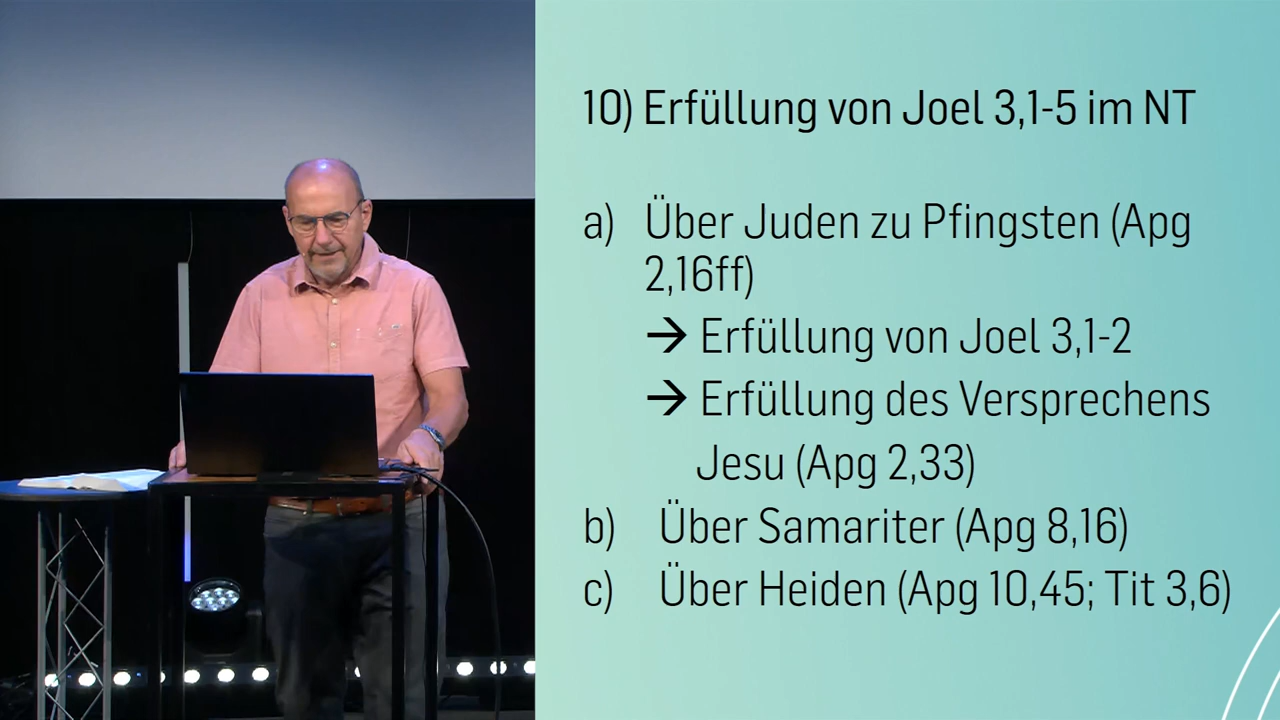 10) Erfüllung von Joel 3,1-5 im NT
a) Über Juden zu Pfingsten (Apg
2,16ff)
→ Erfüllung von Joel 3,1-2
→ Erfüllung des Versprechens
Jesu (Apg 2,33)
b) Über Samariter (Apg 8,16)
c) Über Heiden (Apg 10,45; Tit 3,6)